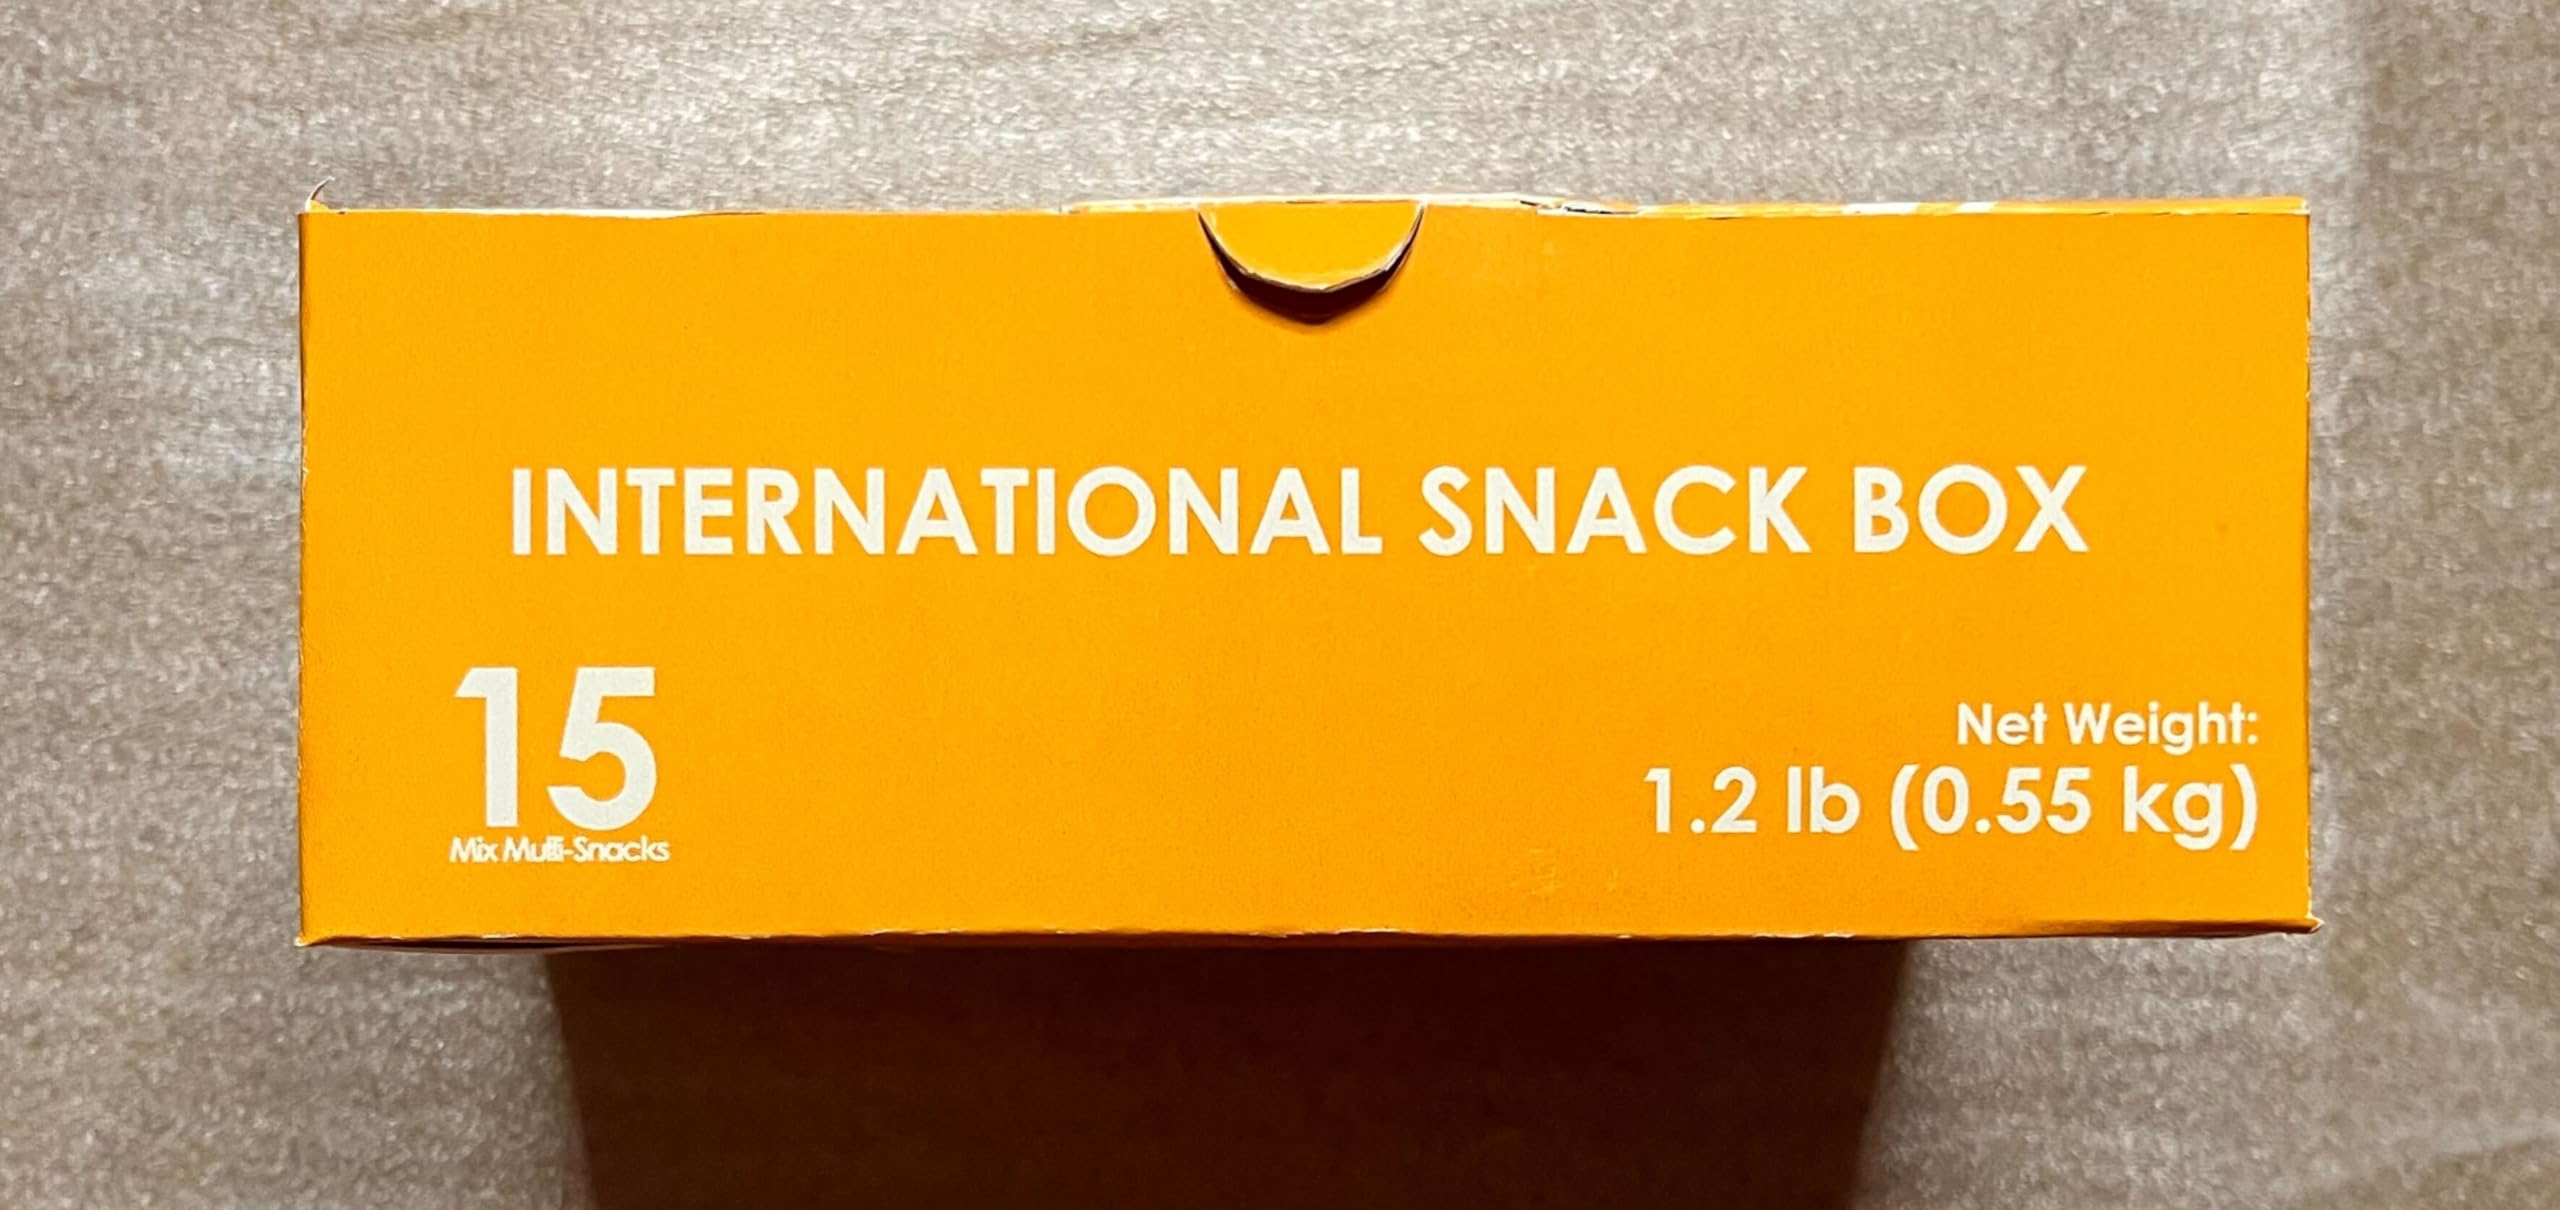 INTERNATIONAL SNACK BOX
15
Mix Multi-Snacks
Net Weight:
1.2 lb (0.55 kg)